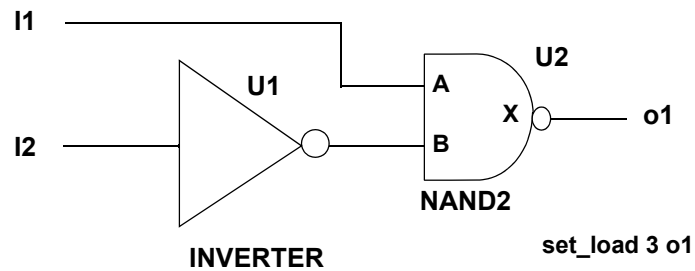 I1
U1
U2
A
X
o1
I2
B
NAND2
set_load 3 o1
INVERTER